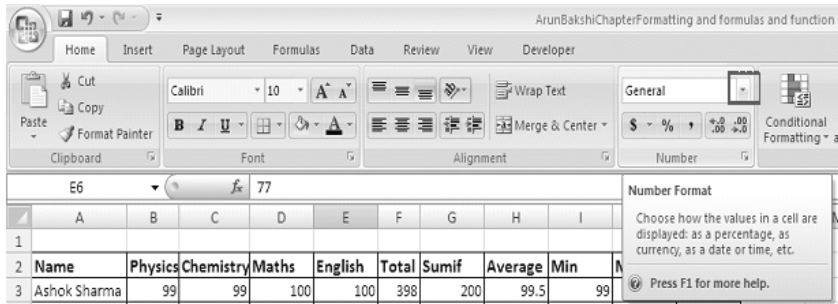 ArunBakshiChapterFormatting and formulas and function
Home Insert Page Layout Formulas Data Review View Developer
Cut
Copy
Format Painter
Paste
Clipboard
Calibri 10 A A
B I U A
Font
Wrap Text
Merge & Center
Alignment
General
$ % , .0 .00 .00 .0
Number
Conditional
Formatting
E6 fx 77
A B C D E F G H I
1
2 Name Physics Chemistry Maths English Total Sumif Average Min
3 Ashok Sharma 99 99 100 100 398 200 99.5 99
Number Format
Choose how the values in a cell are
displayed: as a percentage, as
currency, as a date or time, etc.
Press F1 for more help.